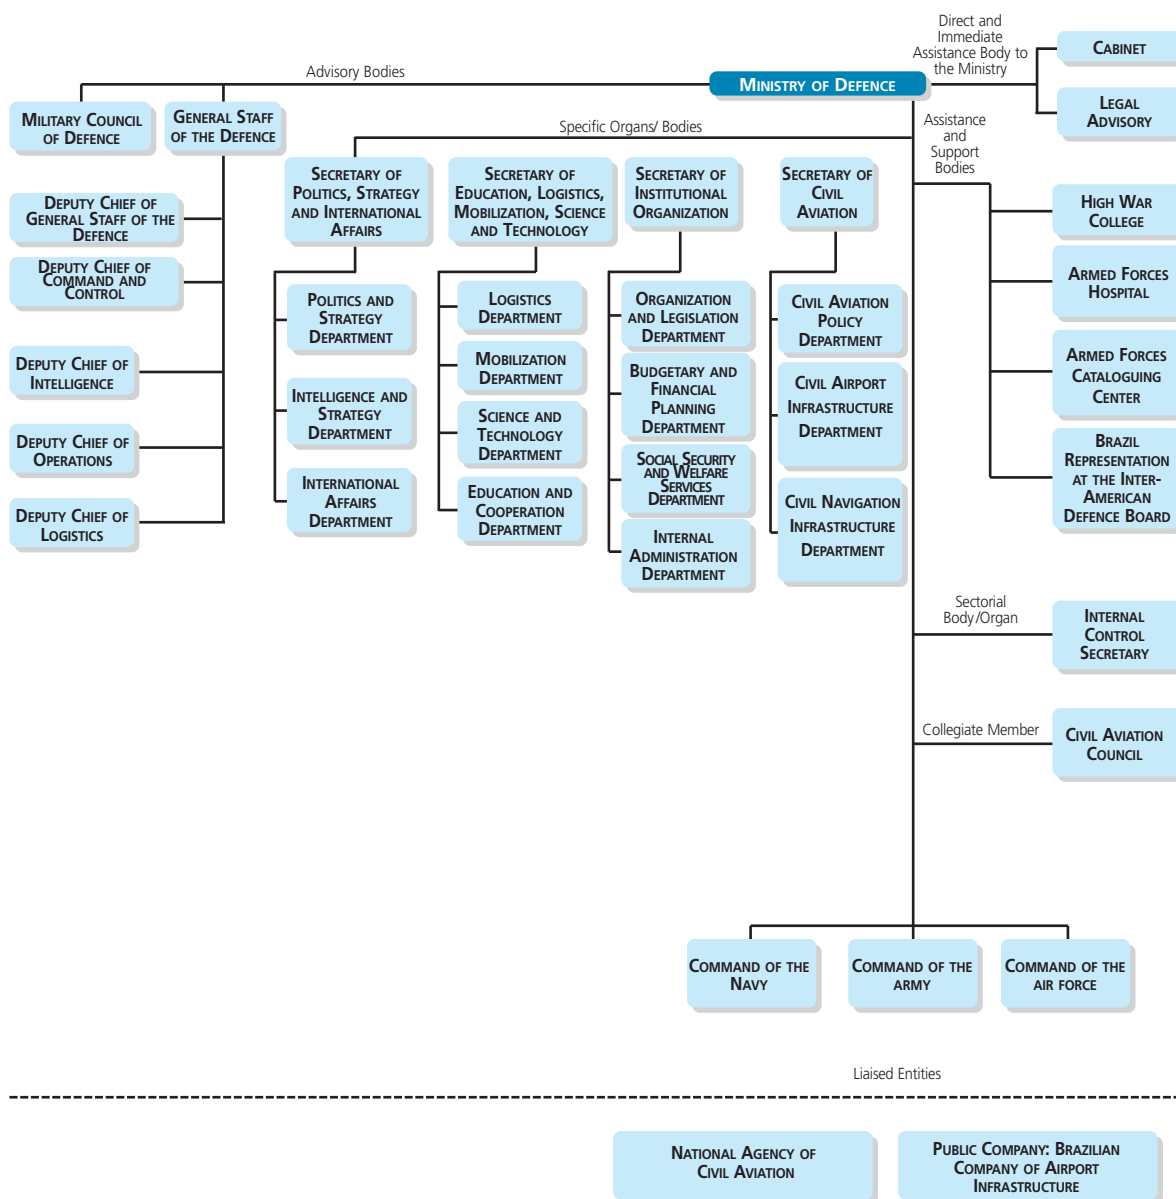 Direct and
Immediate
Assistance Body to
the Ministry
CABINET
Advisory Bodies
MINISTRY OF DEFENCE
LEGAL
ADVISORY
MILITARY COUNCIL
OF DEFENCE
GENERAL STAFF
OF THE DEFENCE
Specific Organs/ Bodies
Assistance
and
Support
Bodies
SECRETARY OF
POLITICS, STRATEGY
AND INTERNATIONAL
AFFAIRS
SECRETARY OF
EDUCATION, LOGISTICS,
MOBILIZATION, SCIENCE
AND TECHNOLOGY
SECRETARY OF
INSTITUTIONAL
ORGANIZATION
SECRETARY OF
CIVIL
AVIATION
DEPUTY CHIEF OF
GENERAL STAFF OF THE
DEFENCE
DEPUTY CHIEF OF
COMMAND AND
CONTROL
DEPUTY CHIEF OF
INTELLIGENCE
DEPUTY CHIEF OF
OPERATIONS
DEPUTY CHIEF OF
LOGISTICS
POLITICS AND
STRATEGY
DEPARTMENT
INTELLIGENCE AND
STRATEGY
DEPARTMENT
INTERNATIONAL
AFFAIRS
DEPARTMENT
LOGISTICS
DEPARTMENT
MOBILIZATION
DEPARTMENT
SCIENCE AND
TECHNOLOGY
DEPARTMENT
EDUCATION AND
COOPERATION
DEPARTMENT
ORGANIZATION
AND LEGISLATION
DEPARTMENT
BUDGETARY AND
FINANCIAL
PLANNING
DEPARTMENT
SOCIAL SECURITY
AND WELFARE
SERVICES
DEPARTMENT
INTERNAL
ADMINISTRATION
DEPARTMENT
CIVIL AVIATION
POLICY
DEPARTMENT
CIVIL AIRPORT
INFRASTRUCTURE
DEPARTMENT
CIVIL NAVIGATION
INFRASTRUCTURE
DEPARTMENT
HIGH WAR
COLLEGE
ARMED FORCES
HOSPITAL
ARMED FORCES
CATALOGUING
CENTER
BRAZIL
REPRESENTATION
AT THE INTER-
AMERICAN
DEFENCE BOARD
Sectorial
Body/Organ
INTERNAL
CONTROL
SECRETARY
Collegiate Member
CIVIL AVIATION
COUNCIL
COMMAND OF THE
NAVY
COMMAND OF THE
ARMY
COMMAND OF THE
AIR FORCE
Liaised Entities
NATIONAL AGENCY OF
CIVIL AVIATION
PUBLIC COMPANY: BRAZILIAN
COMPANY OF AIRPORT
INFRASTRUCTURE